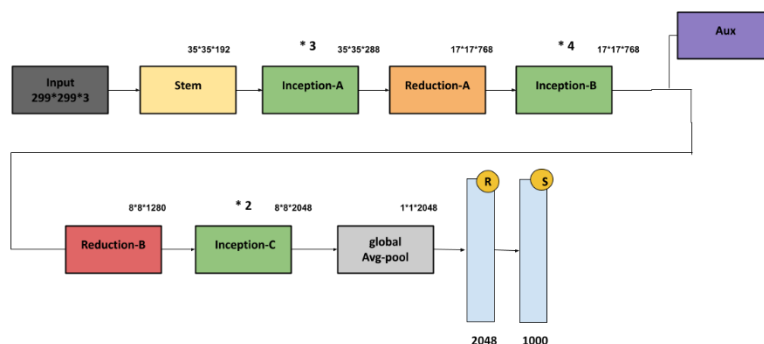 Aux
35*35*192
* 3
35*35*288
17*17*768
* 4
17*17*768
Input
299*299*3
Stem
Inception-A
Reduction-A
Inception-B
8*8*1280
* 2
8*8*2048
1*1*2048
R
S
Reduction-B
Inception-C
global
Avg-pool
2048
1000